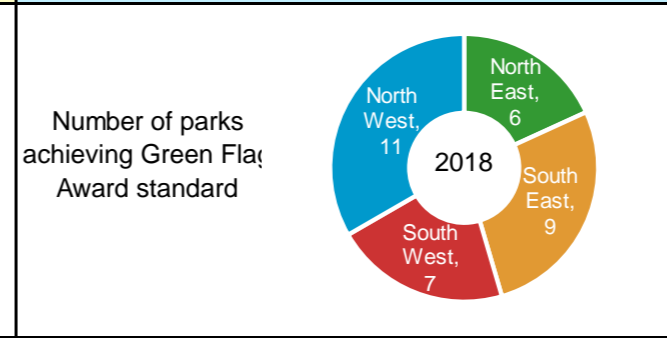 Number of parks
achieving Green Flag
Award standard
North
West,
11
North
East,
6
2018
South
East,
9
South
West,
7